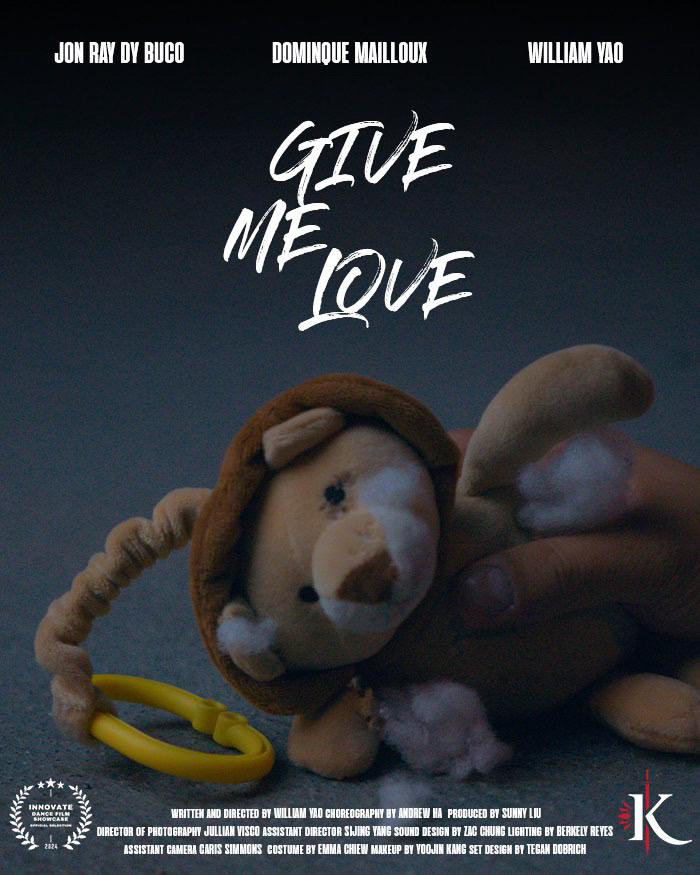 JON RAY DY BUCO DOMINQUE MAILLOUX WILLIAM YAO
GIVE
ME
LOVE
WRITTEN AND DIRECTED BY WILLIAM YAO CHOREOGRAPHY BY ANDREW HA PRODUCED BY SUNNY LIU
DIRECTOR OF PHOTOGRAPHY JULLIAN VISCO ASSISTANT DIRECTOR SIJING YANG SOUND DESIGN BY ZAC CHUNG LIGHTING BY BERKELY REYES
ASSISTANT CAMERA CARIS SIMMONS COSTUME BY EMMA CHIEW MAKEUP BY YOOJIN KANG SET DESIGN BY TEGAN DOBRICH
INNOVATE
DANCE FILM
SHOWCASE
OFFICIAL SELECTION
2024
K